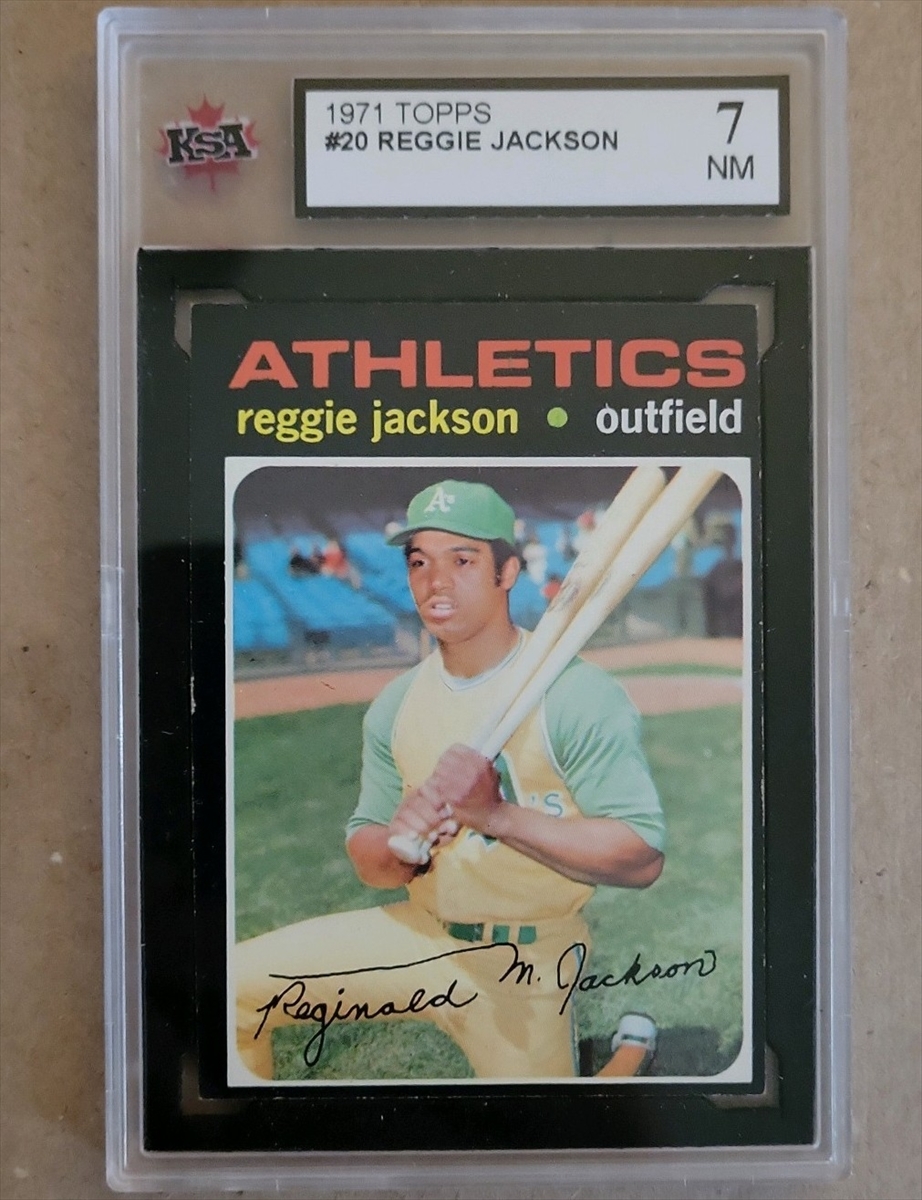 KSA
1971 TOPPS
#20 REGGIE JACKSON
7
NM
ATHLETICS
reggie jackson • outfield
A's
'S
Reginald M. Jackson